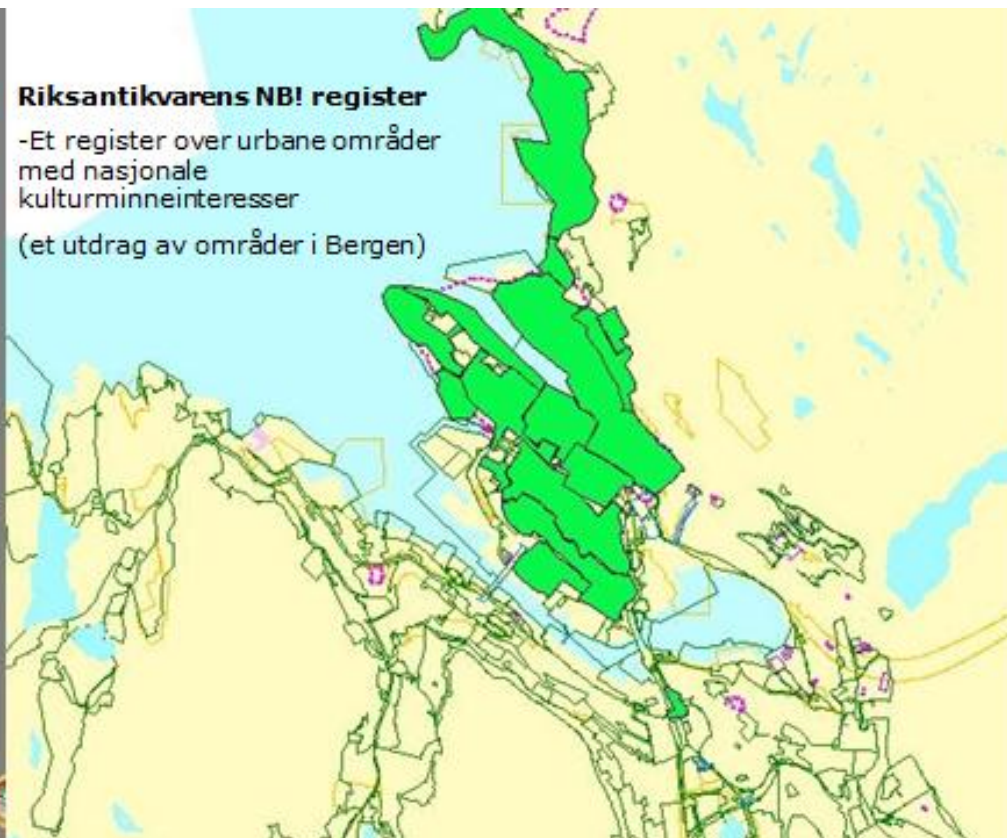 Riksantikvarens NB! register
-Et register over urbane områder
med nasjonale
kulturminneinteresser
(et utdrag av områder i Bergen)